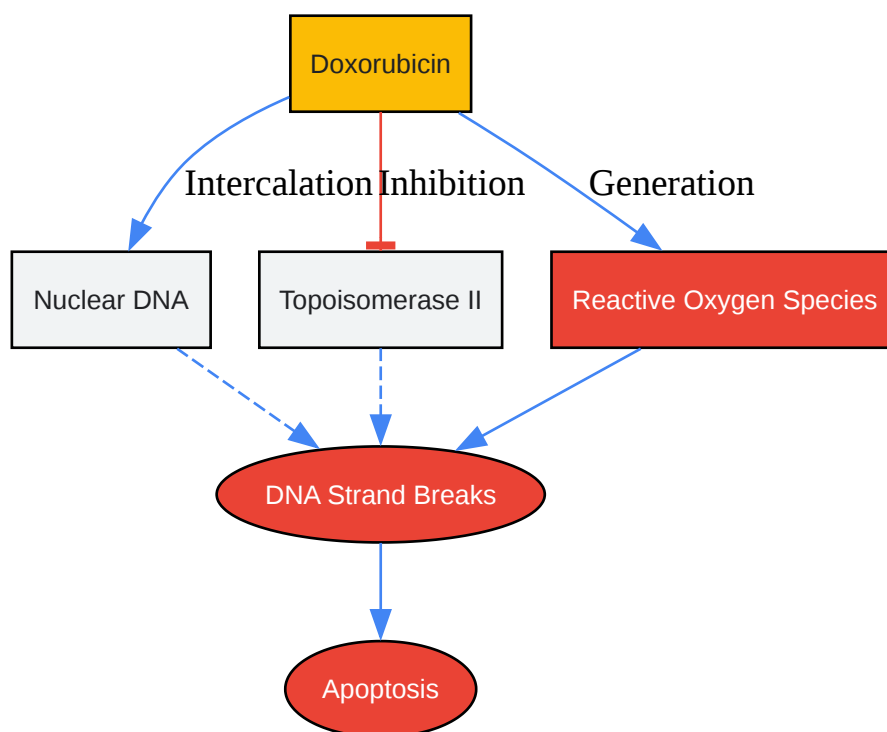 Doxorubicin
Intercalation
Inhibition
Generation
Nuclear DNA
Topoisomerase II
Reactive Oxygen Species
DNA Strand Breaks
Apoptosis